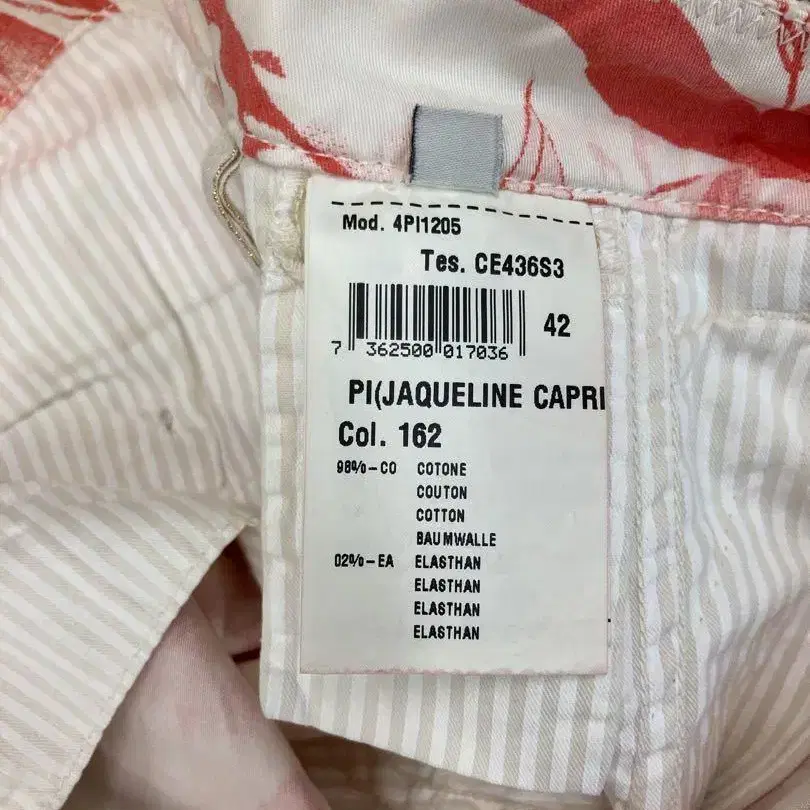 Mod. 4PI1205
Tes. CE436S3
42
7 362500 017036
PI(JAQUELINE CAPRI
Col. 162
98%-CO COTONE
COUTON
COTTON
BAUMWALLE
02%-EA ELASTHAN
ELASTHAN
ELASTHAN
ELASTHAN